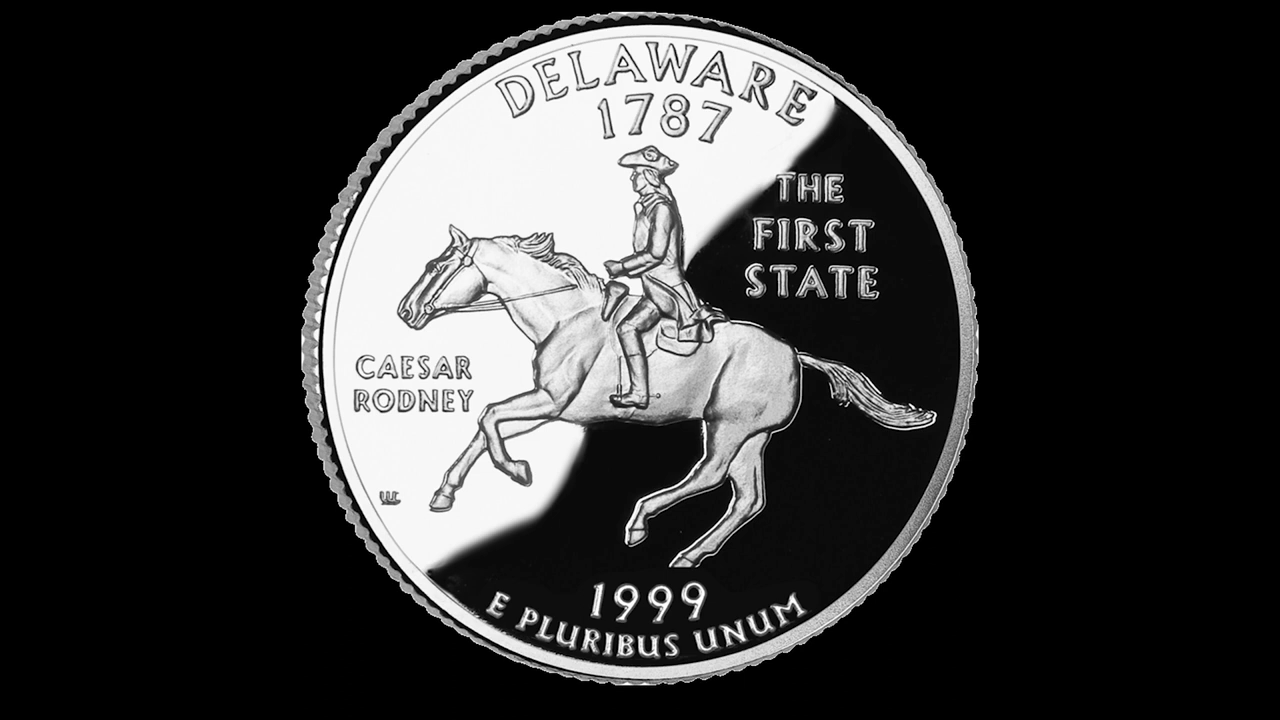 DELAWARE
1787
THE
FIRST
STATE
CAESAR
RODNEY
1999
E PLURIBUS UNUM